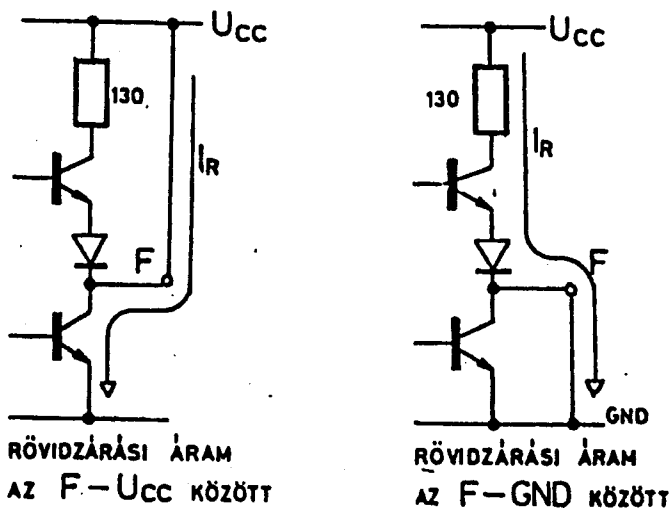 UCC
130
IR
F
RÖVIDZÁRÁSI ÁRAM
AZ F-UCC KÖZÖTT
UCC
130
IR
F
GND
RÖVIDZÁRÁSI ÁRAM
AZ F-GND KÖZÖTT